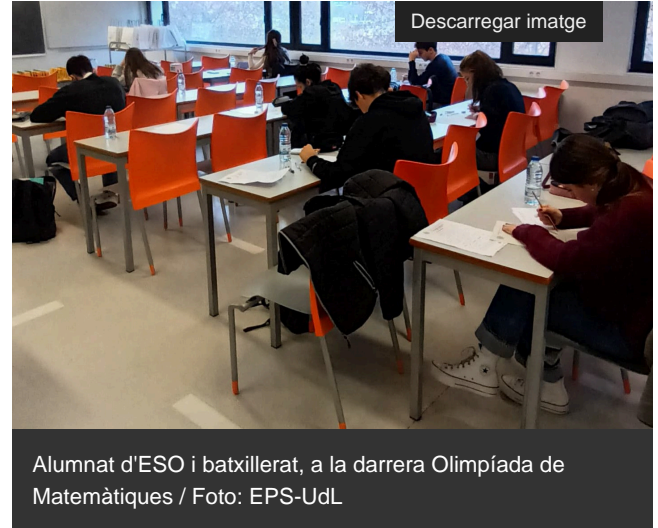 Descarregar imatge
Alumnat d'ESO i batxillerat, a la darrera Olimpíada de
Matemàtiques / Foto: EPS-UdL